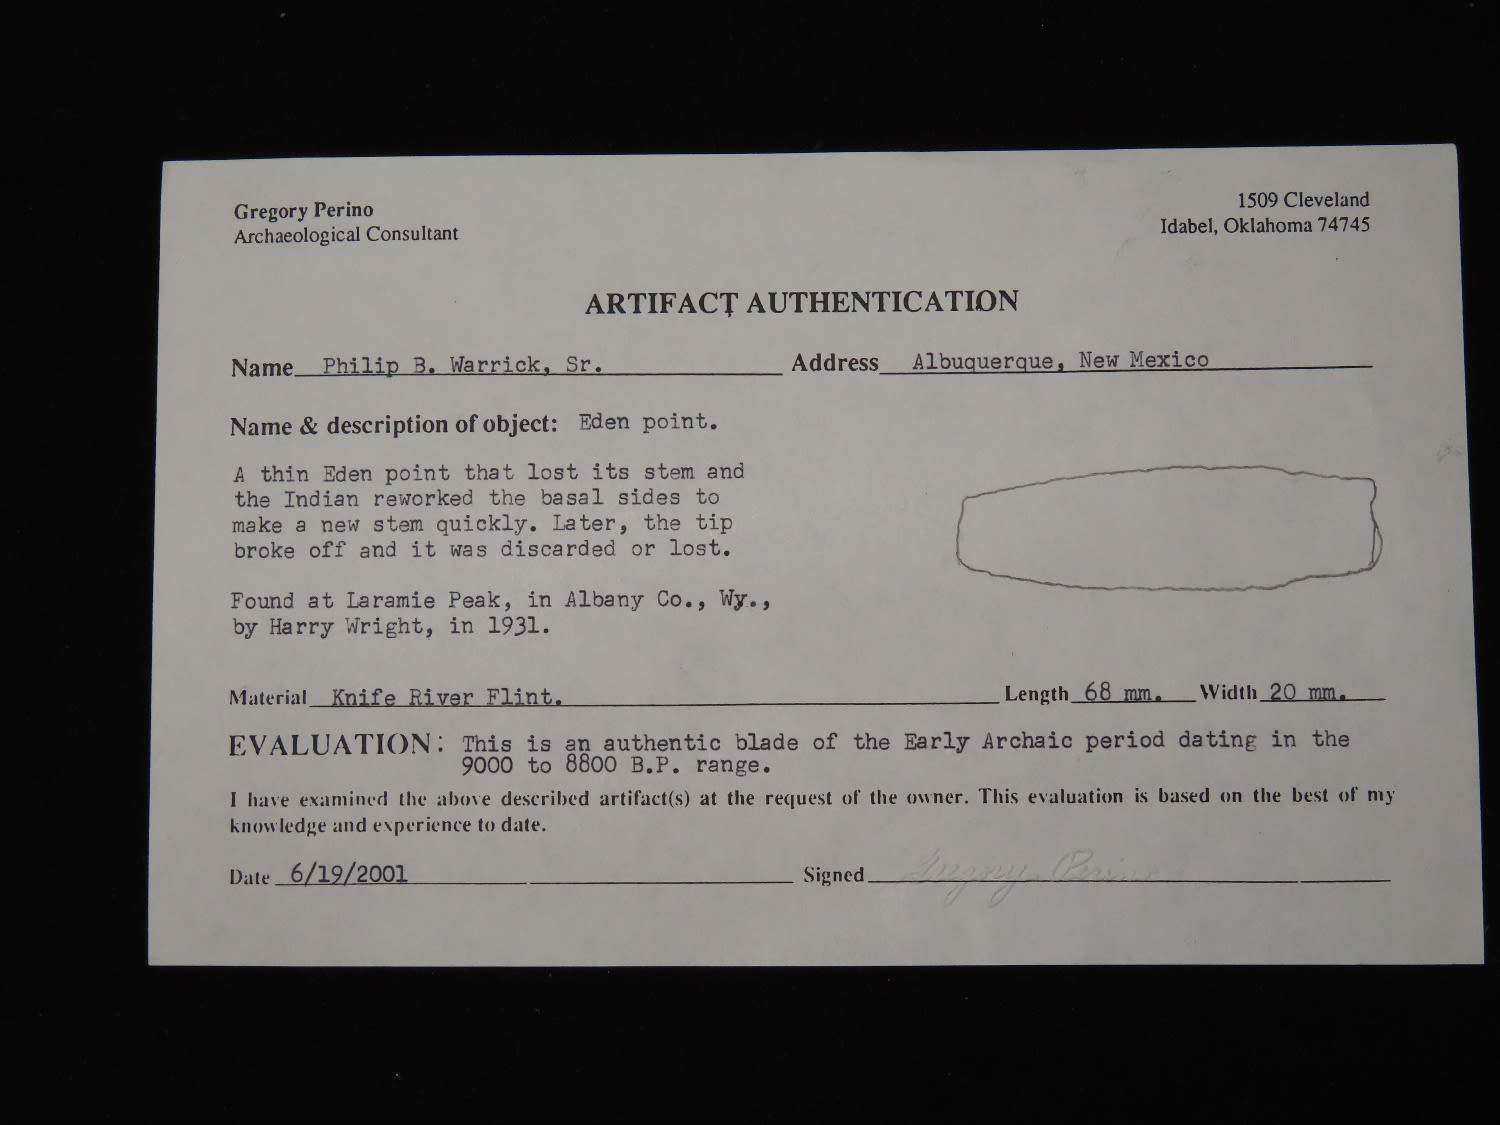 Gregory Perino
Archaeological Consultant
1509 Cleveland
Idabel, Oklahoma 74745
ARTIFACT AUTHENTICATION
Name Philip B. Warrick, Sr. Address Albuquerque, New Mexico
Name & description of object: Eden point.
A thin Eden point that lost its stem and
the Indian reworked the basal sides to
make a new stem quickly. Later, the tip
broke off and it was discarded or lost.
Found at Laramie Peak, in Albany Co., Wy.,
by Harry Wright, in 1931.
Material Knife River Flint. Length 68 mm. Width 20 mm.
EVALUATION: This is an authentic blade of the Early Archaic period dating in the
9000 to 8800 B.P. range.
I have examined the above described artifact(s) at the request of the owner. This evaluation is based on the best of my
knowledge and experience to date.
Date 6/19/2001 Signed Gregory Perino